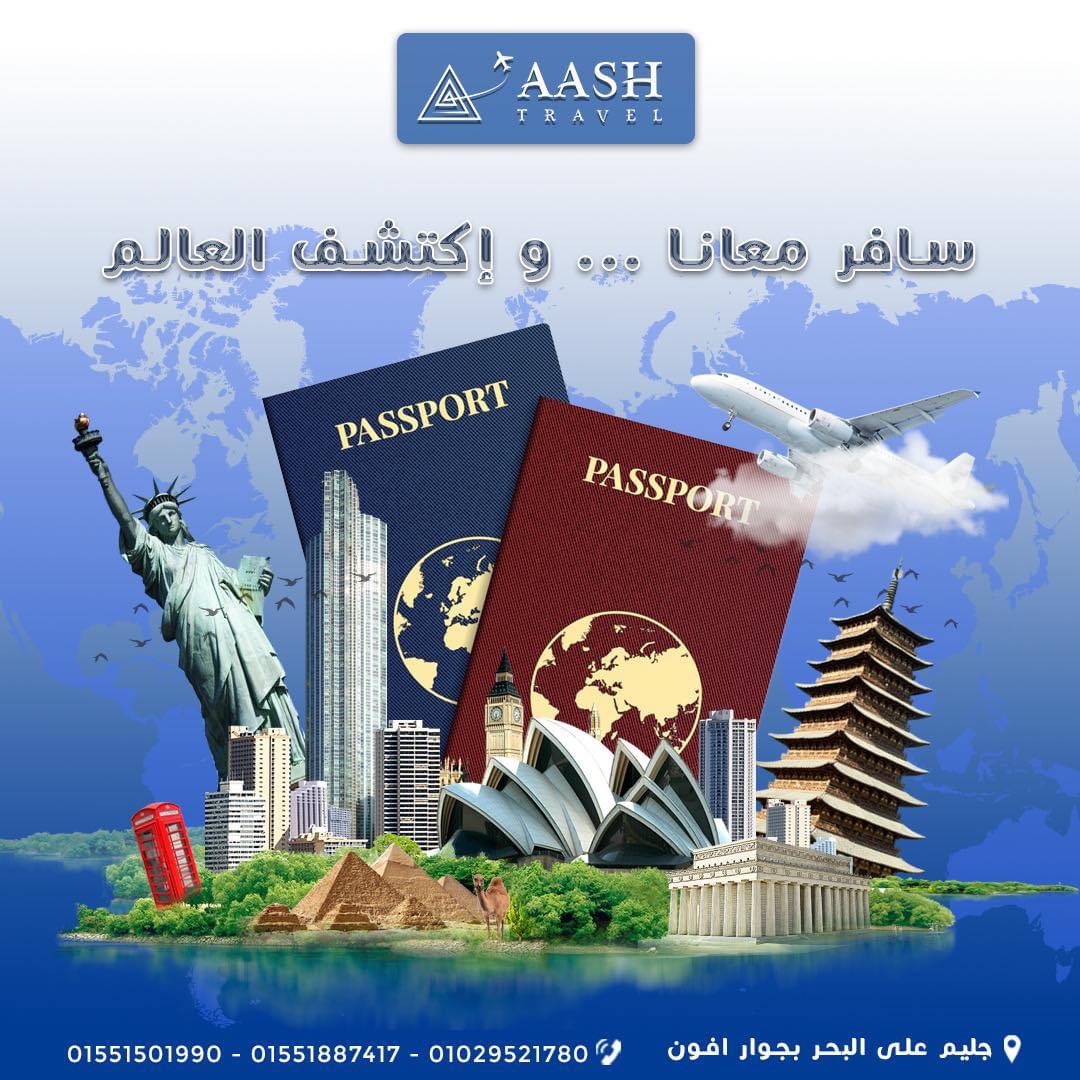 AASH
TRAVEL
سافر معانا ... و إكتشف العالم
PASSPORT
PASSPORT
جليم على البحر بجوار افون
01551501990 - 01551887417 - 01029521780